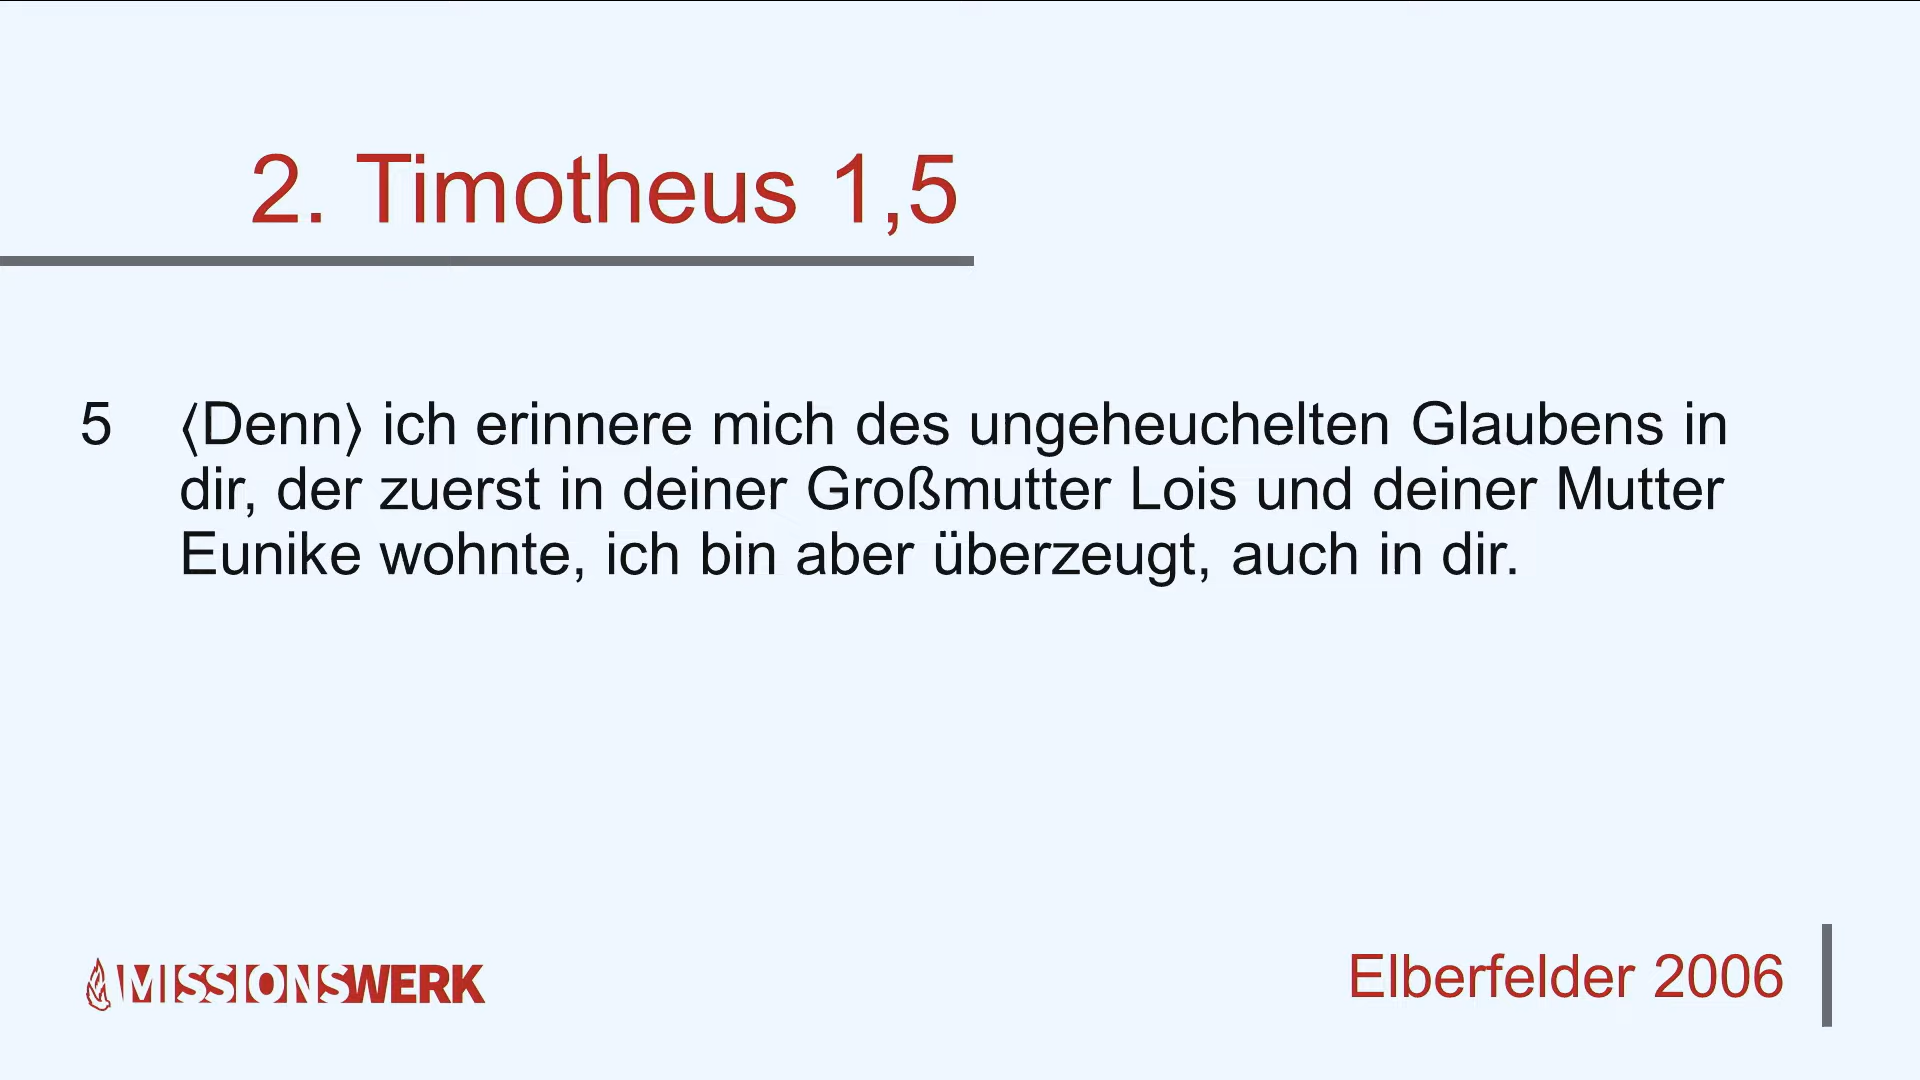 2. Timotheus 1,5
5 ⟨Denn⟩ ich erinnere mich des ungeheuchelten Glaubens in
dir, der zuerst in deiner Großmutter Lois und deiner Mutter
Eunike wohnte, ich bin aber überzeugt, auch in dir.
MISSIONSWERK
Elberfelder 2006